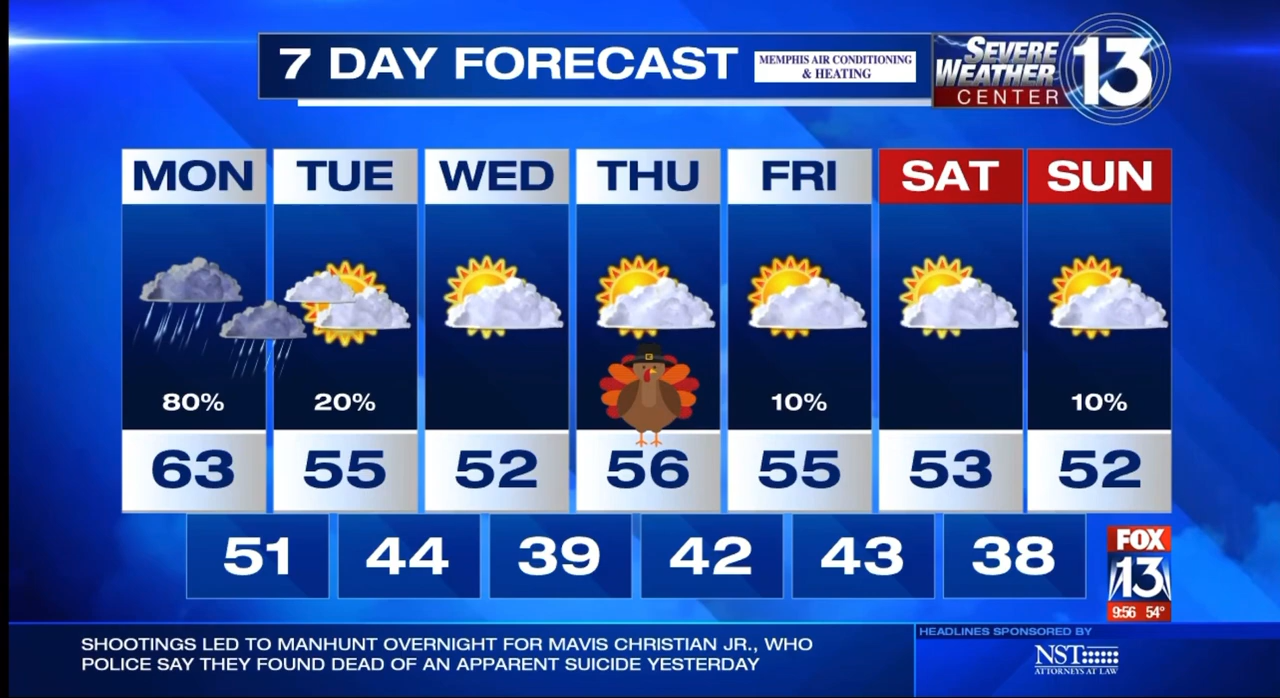 7 DAY FORECAST
MEMPHIS AIR CONDITIONING
& HEATING
SEVERE
WEATHER
CENTER
13
MON TUE WED THU FRI SAT SUN
80% 20% 10% 10%
63 55 52 56 55 53 52
51 44 39 42 43 38
FOX
13
9:56 54°
SHOOTINGS LED TO MANHUNT OVERNIGHT FOR MAVIS CHRISTIAN JR., WHO
POLICE SAY THEY FOUND DEAD OF AN APPARENT SUICIDE YESTERDAY
HEADLINES SPONSORED BY
NST
ATTORNEYS AT LAW